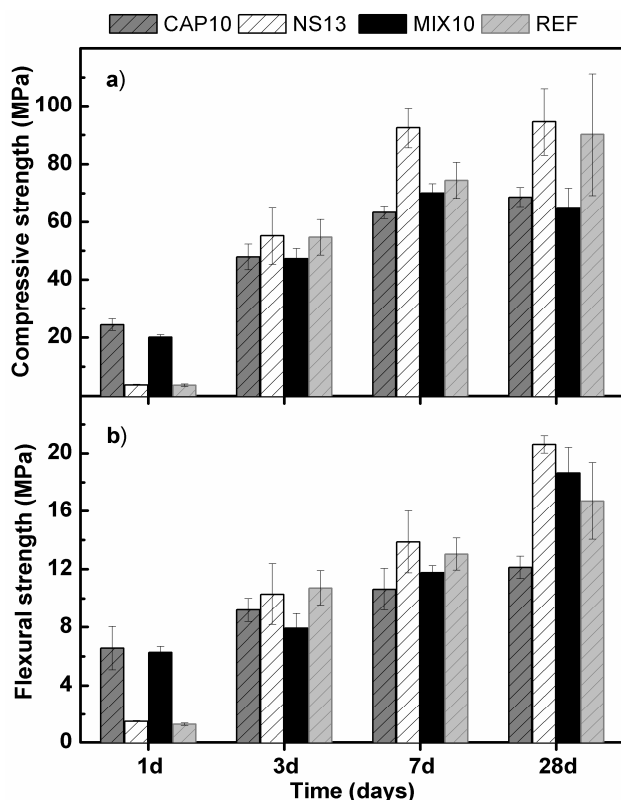 CAP10 NS13 MIX10 REF
a)
Compressive strength (MPa)
100
80
60
40
20
b)
Flexural strength (MPa)
20
16
12
8
4
0
1d 3d 7d 28d
Time (days)